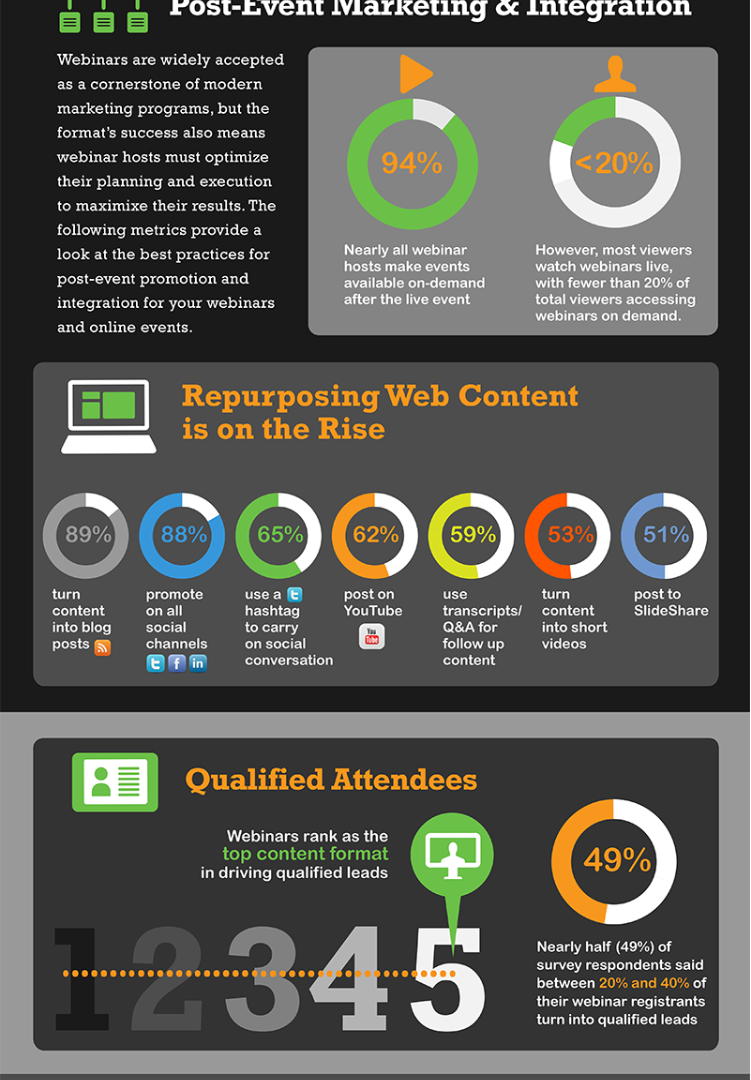 Post-Event Marketing & Integration
Webinars are widely accepted
as a cornerstone of modern
marketing programs, but the
format's success also means
webinar hosts must optimize
their planning and execution
to maximixe their results. The
following metrics provide a
look at the best practices for
post-event promotion and
integration for your webinars
and online events.
94%
Nearly all webinar
hosts make events
available on-demand
after the live event
<20%
However, most viewers
watch webinars live,
with fewer than 20% of
total viewers accessing
webinars on demand.
Repurposing Web Content
is on the Rise
89%
turn
content
into blog
posts
88%
promote
on all
social
channels
t f in
65%
use a t
hashtag
to carry
on social
conversation
62%
post on
YouTube
You
Tube
59%
use
transcripts/
Q&A for
follow up
content
53%
turn
content
into short
videos
51%
post to
SlideShare
Qualified Attendees
Webinars rank as the
top content format
in driving qualified leads
1 2 3 4 5
49%
Nearly half (49%) of
survey respondents said
between 20% and 40% of
their webinar registrants
turn into qualified leads